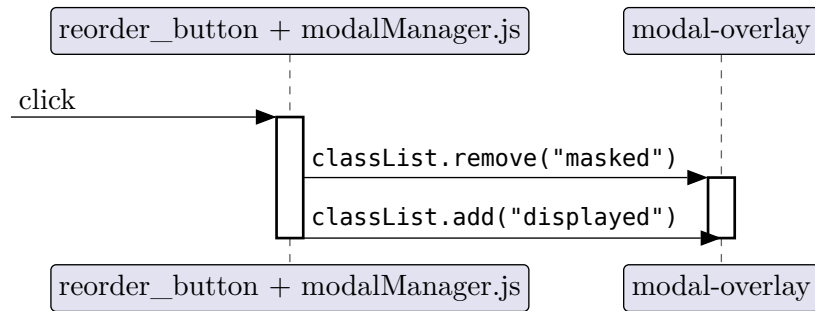 reorder_button + modalManager.js
modal-overlay
click
classList.remove("masked")
classList.add("displayed")
reorder_button + modalManager.js
modal-overlay